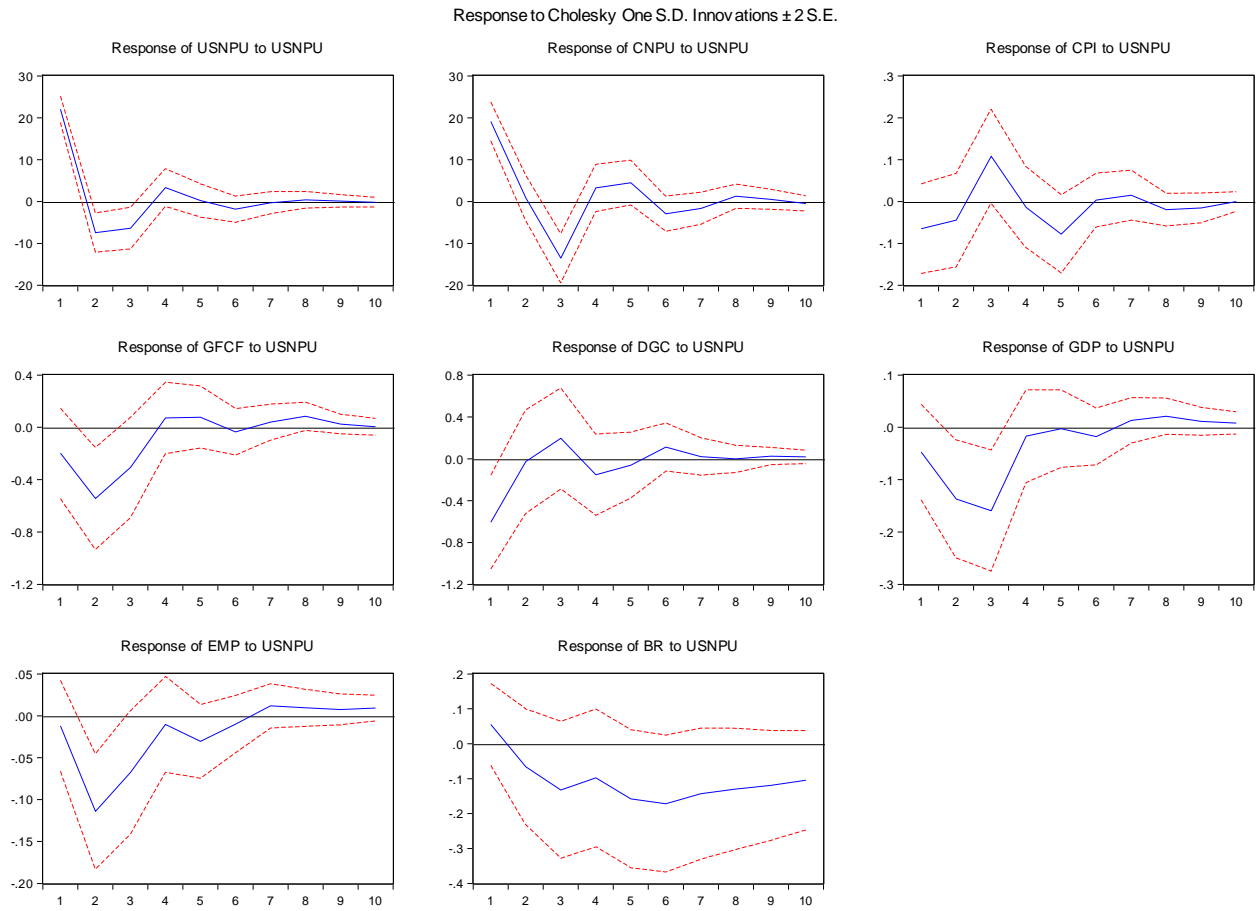 Response to Cholesky One S.D. Innovations ± 2 S.E.
Response of USNPU to USNPU
30
20
10
0
-10
-20
1 2 3 4 5 6 7 8 9 10
Response of CNPU to USNPU
30
20
10
0
-10
-20
1 2 3 4 5 6 7 8 9 10
Response of CPI to USNPU
.3
.2
.1
.0
-.1
-.2
1 2 3 4 5 6 7 8 9 10
Response of GFCF to USNPU
0.4
0.0
-0.4
-0.8
-1.2
1 2 3 4 5 6 7 8 9 10
Response of DGC to USNPU
0.8
0.4
0.0
-0.4
-0.8
-1.2
1 2 3 4 5 6 7 8 9 10
Response of GDP to USNPU
.1
.0
-.1
-.2
-.3
1 2 3 4 5 6 7 8 9 10
Response of EMP to USNPU
.05
.00
-.05
-.10
-.15
-.20
1 2 3 4 5 6 7 8 9 10
Response of BR to USNPU
.2
.1
.0
-.1
-.2
-.3
-.4
1 2 3 4 5 6 7 8 9 10